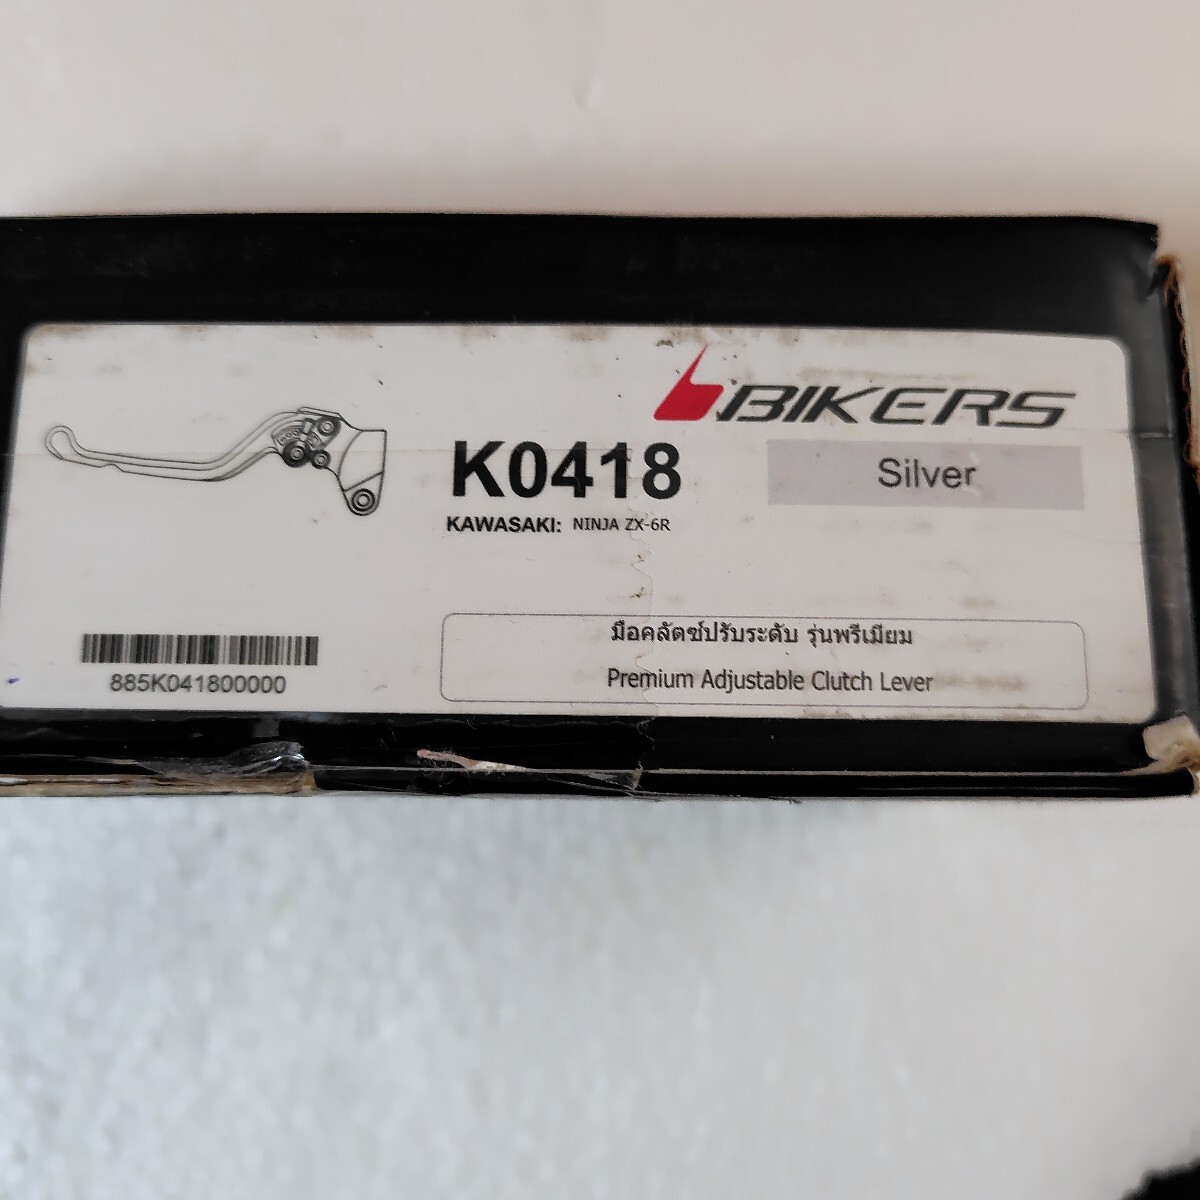 BIKERS
K0418
Silver
KAWASAKI: NINJA ZX-6R
มือคลัตช์ปรับระดับ รุ่นพรีเมียม
Premium Adjustable Clutch Lever
885K041800000